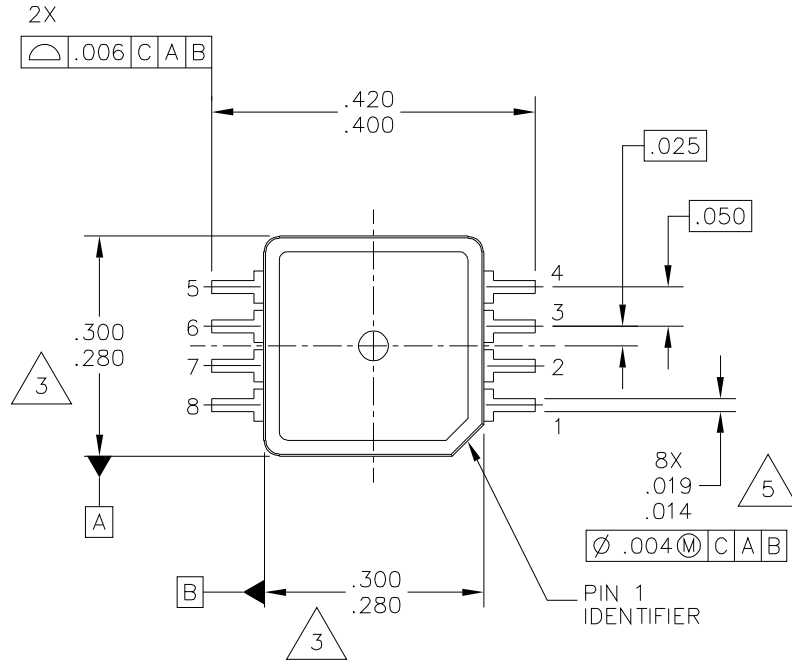 2X
⌓ .006 C A B
.420
.400
.025
.050
5
4
6
3
7
2
8
1
.300
.280
3
A
8X
.019
.014
5
Ø .004 Ⓜ C A B
B
.300
.280
3
PIN 1
IDENTIFIER